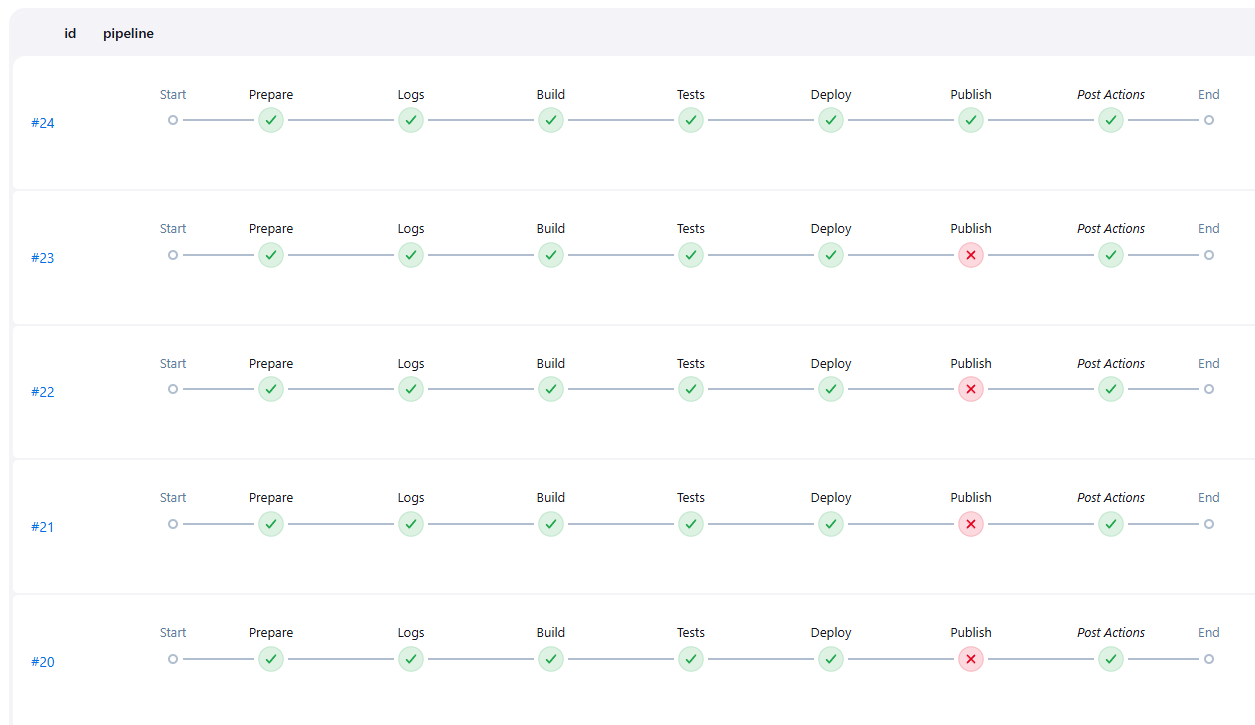 id pipeline
Start Prepare Logs Build Tests Deploy Publish Post Actions End
#24
Start Prepare Logs Build Tests Deploy Publish Post Actions End
#23
Start Prepare Logs Build Tests Deploy Publish Post Actions End
#22
Start Prepare Logs Build Tests Deploy Publish Post Actions End
#21
Start Prepare Logs Build Tests Deploy Publish Post Actions End
#20